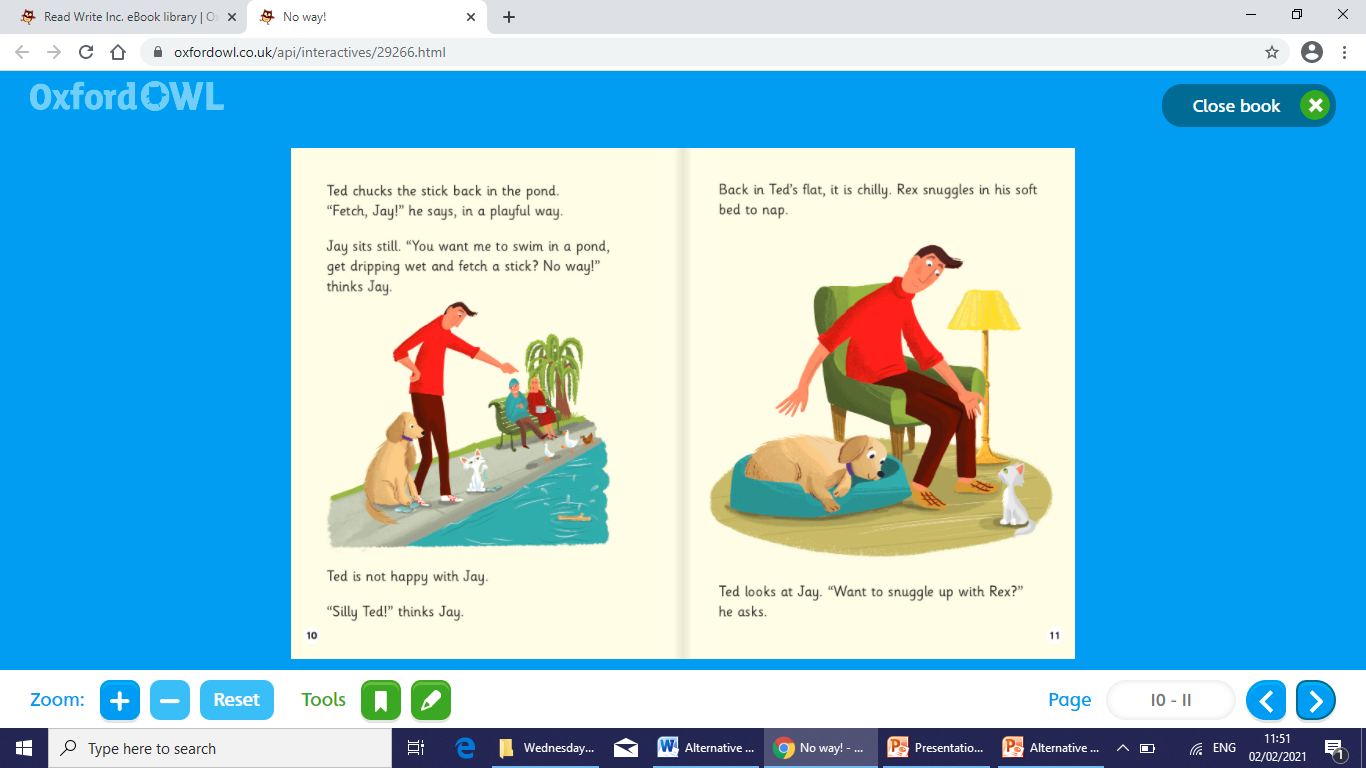 Read Write Inc. eBook library | Ox
No way!
oxfordowl.co.uk/api/interactives/29266.html
Oxford OWL
Close book
Ted chucks the stick back in the pond.
“Fetch, Jay!” he says, in a playful way.
Jay sits still. “You want me to swim in a pond,
get dripping wet and fetch a stick? No way!”
thinks Jay.
Ted is not happy with Jay.
“Silly Ted!” thinks Jay.
10
Back in Ted’s flat, it is chilly. Rex snuggles in his soft
bed to nap.
Ted looks at Jay. “Want to snuggle up with Rex?”
he asks.
11
Zoom:
Reset
Tools
Page
10 - 11
Type here to search
Wednesday...
Alternative ...
No way! - ...
Presentatio...
Alternative ...
ENG
11:51
02/02/2021
1